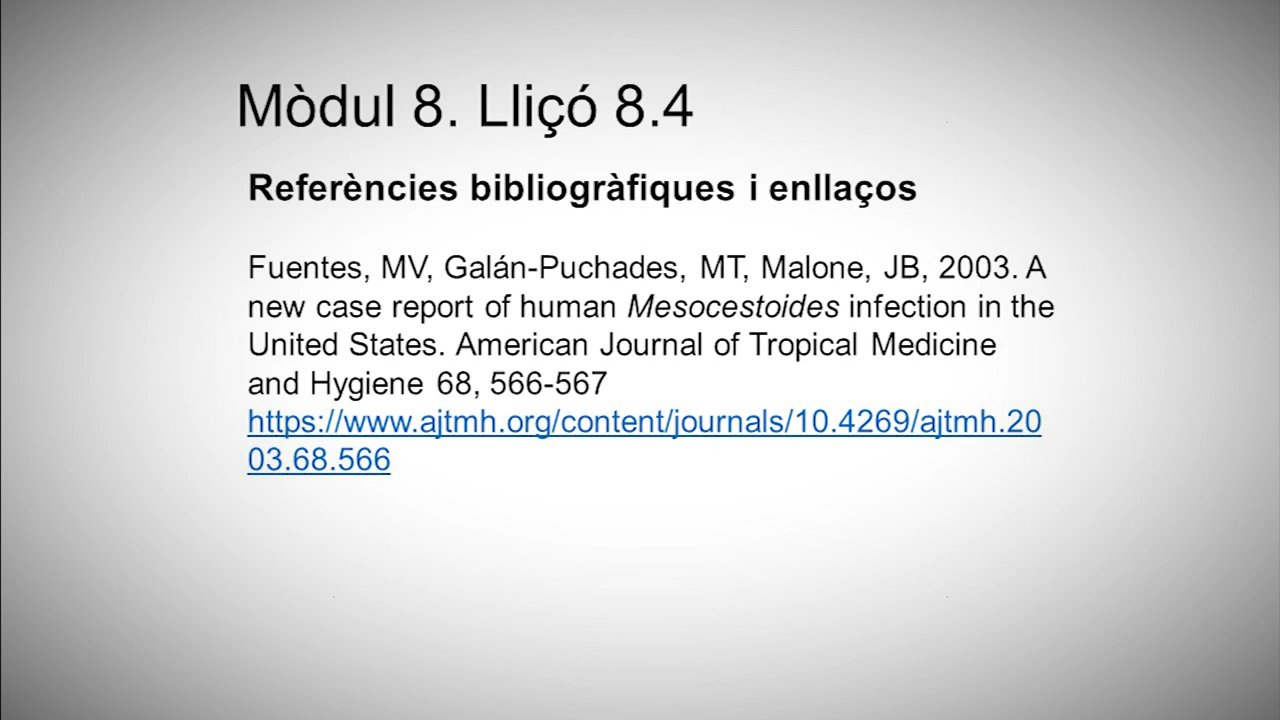 Mòdul 8. Lliçó 8.4
Referències bibliogràfiques i enllaços
Fuentes, MV, Galán-Puchades, MT, Malone, JB, 2003. A
new case report of human Mesocestoides infection in the
United States. American Journal of Tropical Medicine
and Hygiene 68, 566-567
https://www.ajtmh.org/content/journals/10.4269/ajtmh.20
03.68.566